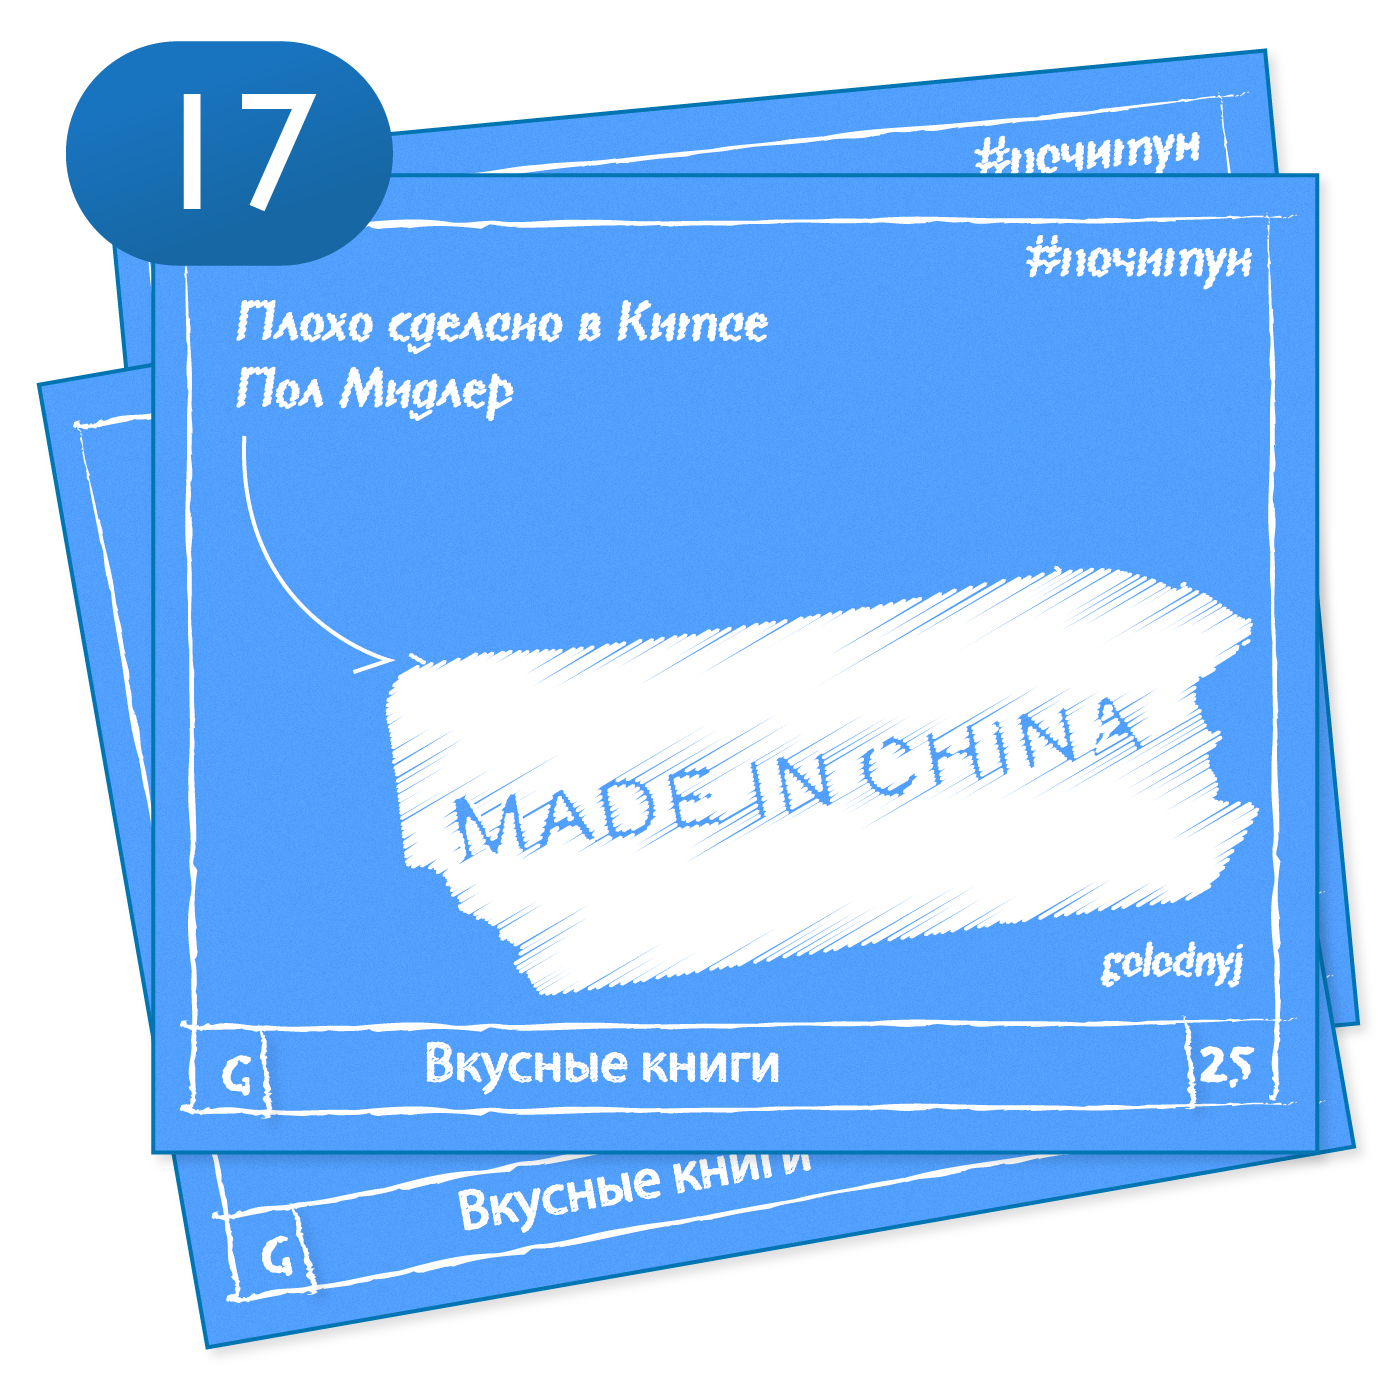 17
#почитун
#почитун
Плохо сделано в Китае
Пол Мидлер
MADE IN CHINA
golodnyj
G
Вкусные книги
25
Вкусные книги
G